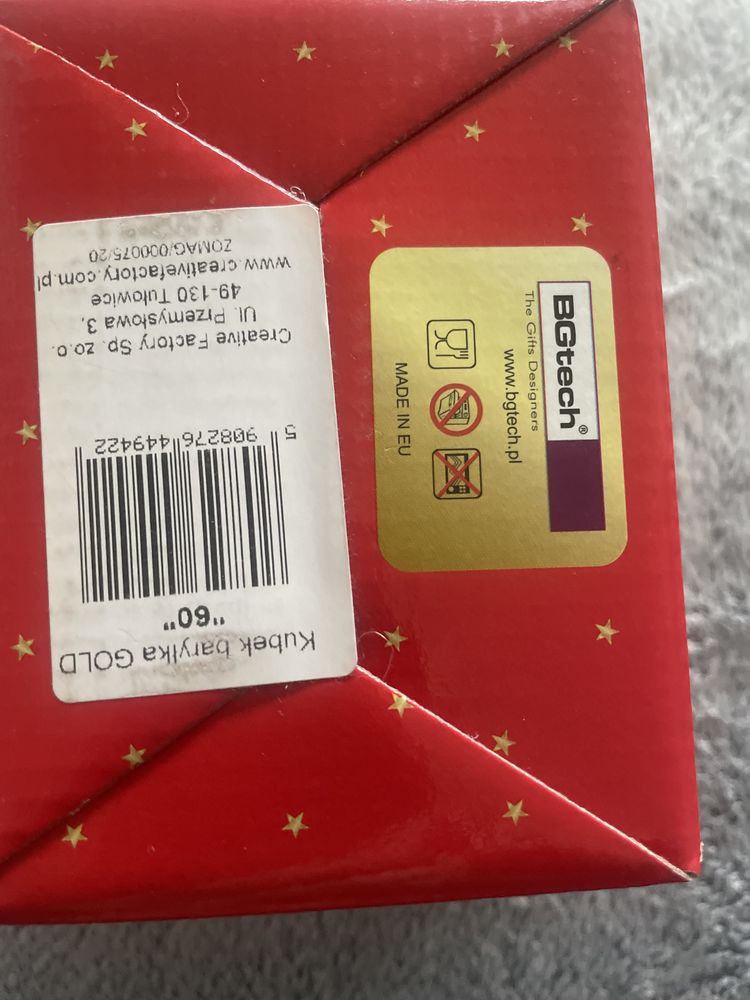 Kubek baryłka GOLD
"60"
5 908276 449422
Creative Factory Sp. zo.o.
Ul. Przemysłowa 3,
49-130 Tułowice
www.creativefactory.com.pl
ZOMAG/000075/20
BGtech®
The Gifts Designers
www.bgtech.pl
MADE IN EU